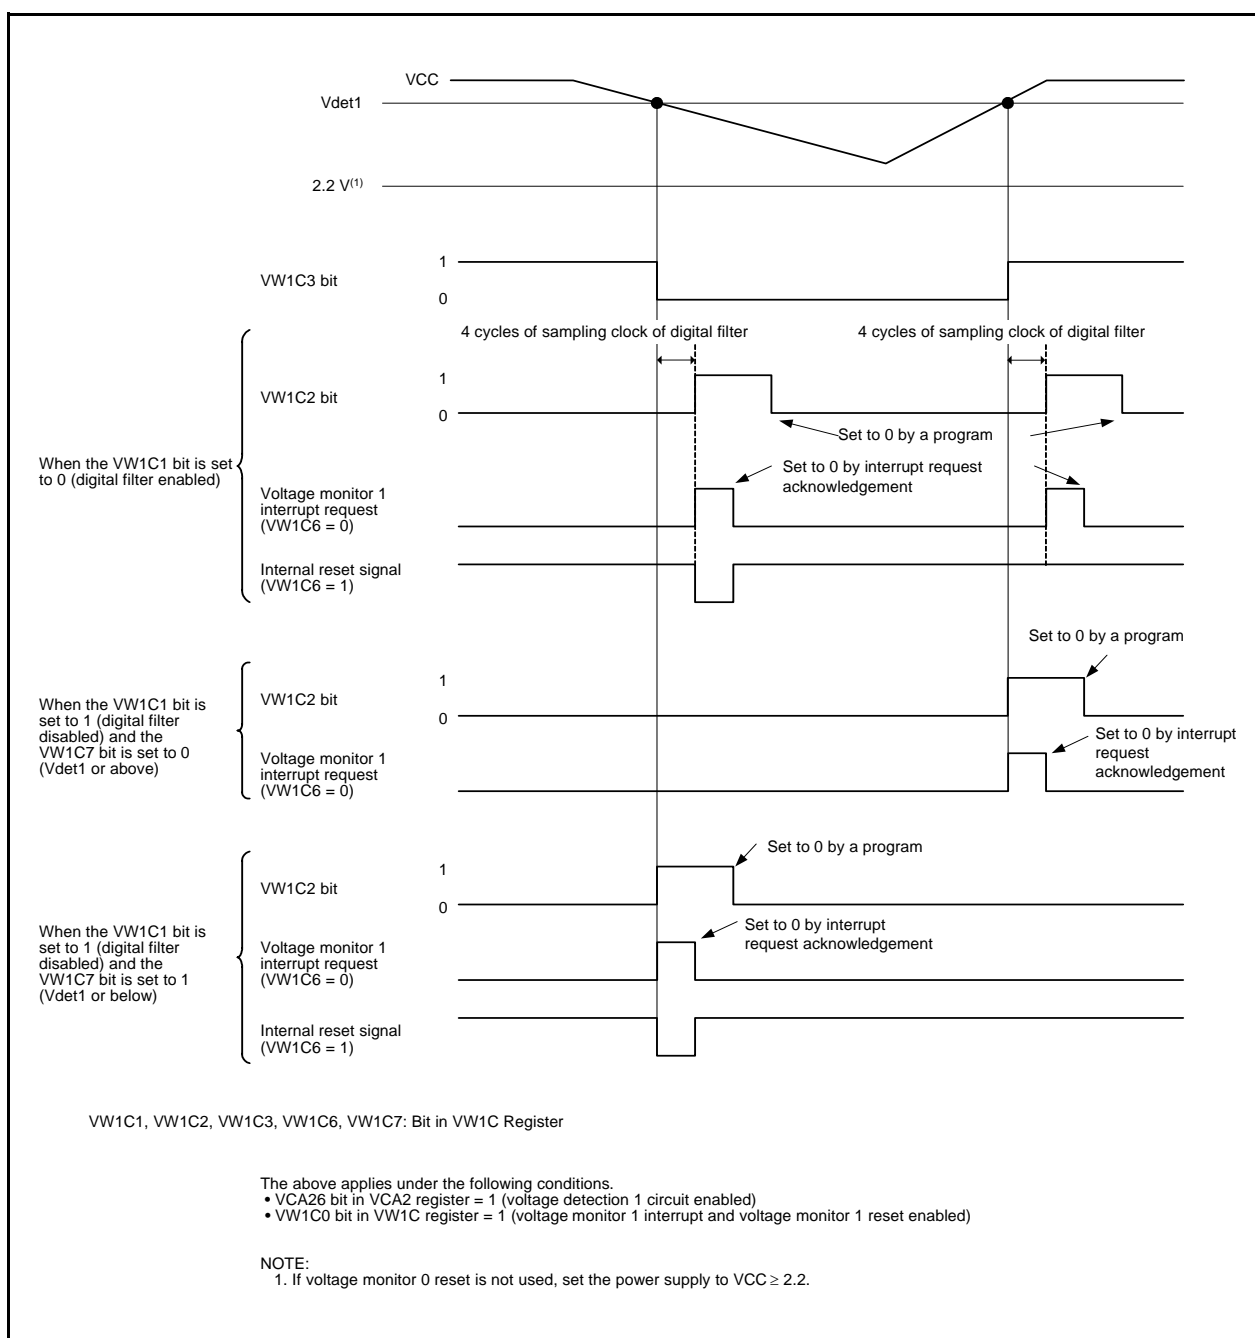 VCC
Vdet1
2.2 V(1)
VW1C3 bit
1
0
4 cycles of sampling clock of digital filter
4 cycles of sampling clock of digital filter
When the VW1C1 bit is set
to 0 (digital filter enabled)
VW1C2 bit
1
0
Set to 0 by a program
Set to 0 by interrupt request
acknowledgement
Voltage monitor 1
interrupt request
(VW1C6 = 0)
Internal reset signal
(VW1C6 = 1)
When the VW1C1 bit is
set to 1 (digital filter
disabled) and the
VW1C7 bit is set to 0
(Vdet1 or above)
VW1C2 bit
1
0
Set to 0 by a program
Voltage monitor 1
interrupt request
(VW1C6 = 0)
Set to 0 by interrupt
request
acknowledgement
When the VW1C1 bit is
set to 1 (digital filter
disabled) and the
VW1C7 bit is set to 1
(Vdet1 or below)
VW1C2 bit
1
0
Set to 0 by a program
Voltage monitor 1
interrupt request
(VW1C6 = 0)
Set to 0 by interrupt
request acknowledgement
Internal reset signal
(VW1C6 = 1)
VW1C1, VW1C2, VW1C3, VW1C6, VW1C7: Bit in VW1C Register
The above applies under the following conditions.
• VCA26 bit in VCA2 register = 1 (voltage detection 1 circuit enabled)
• VW1C0 bit in VW1C register = 1 (voltage monitor 1 interrupt and voltage monitor 1 reset enabled)
NOTE:
1. If voltage monitor 0 reset is not used, set the power supply to VCC ≥ 2.2.